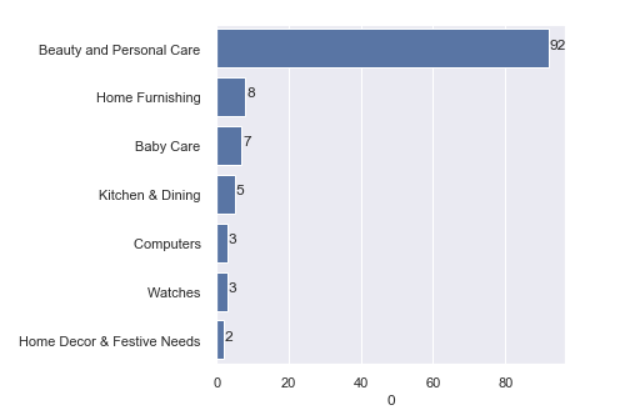 Beauty and Personal Care 92
Home Furnishing 8
Baby Care 7
Kitchen & Dining 5
Computers 3
Watches 3
Home Decor & Festive Needs 2
0 20 40 60 80
0